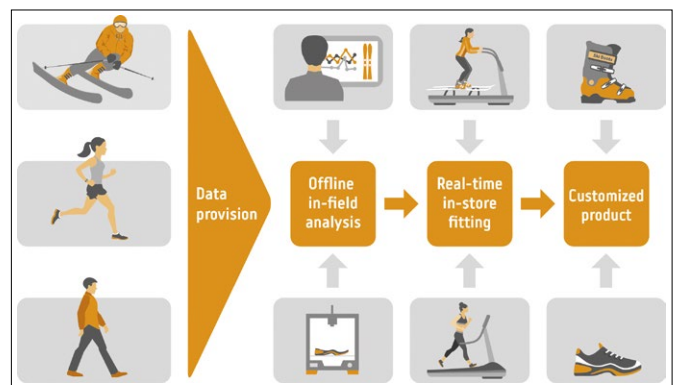 Data
provision
Offline
in-field
analysis
Real-time
in-store
fitting
Customized
product